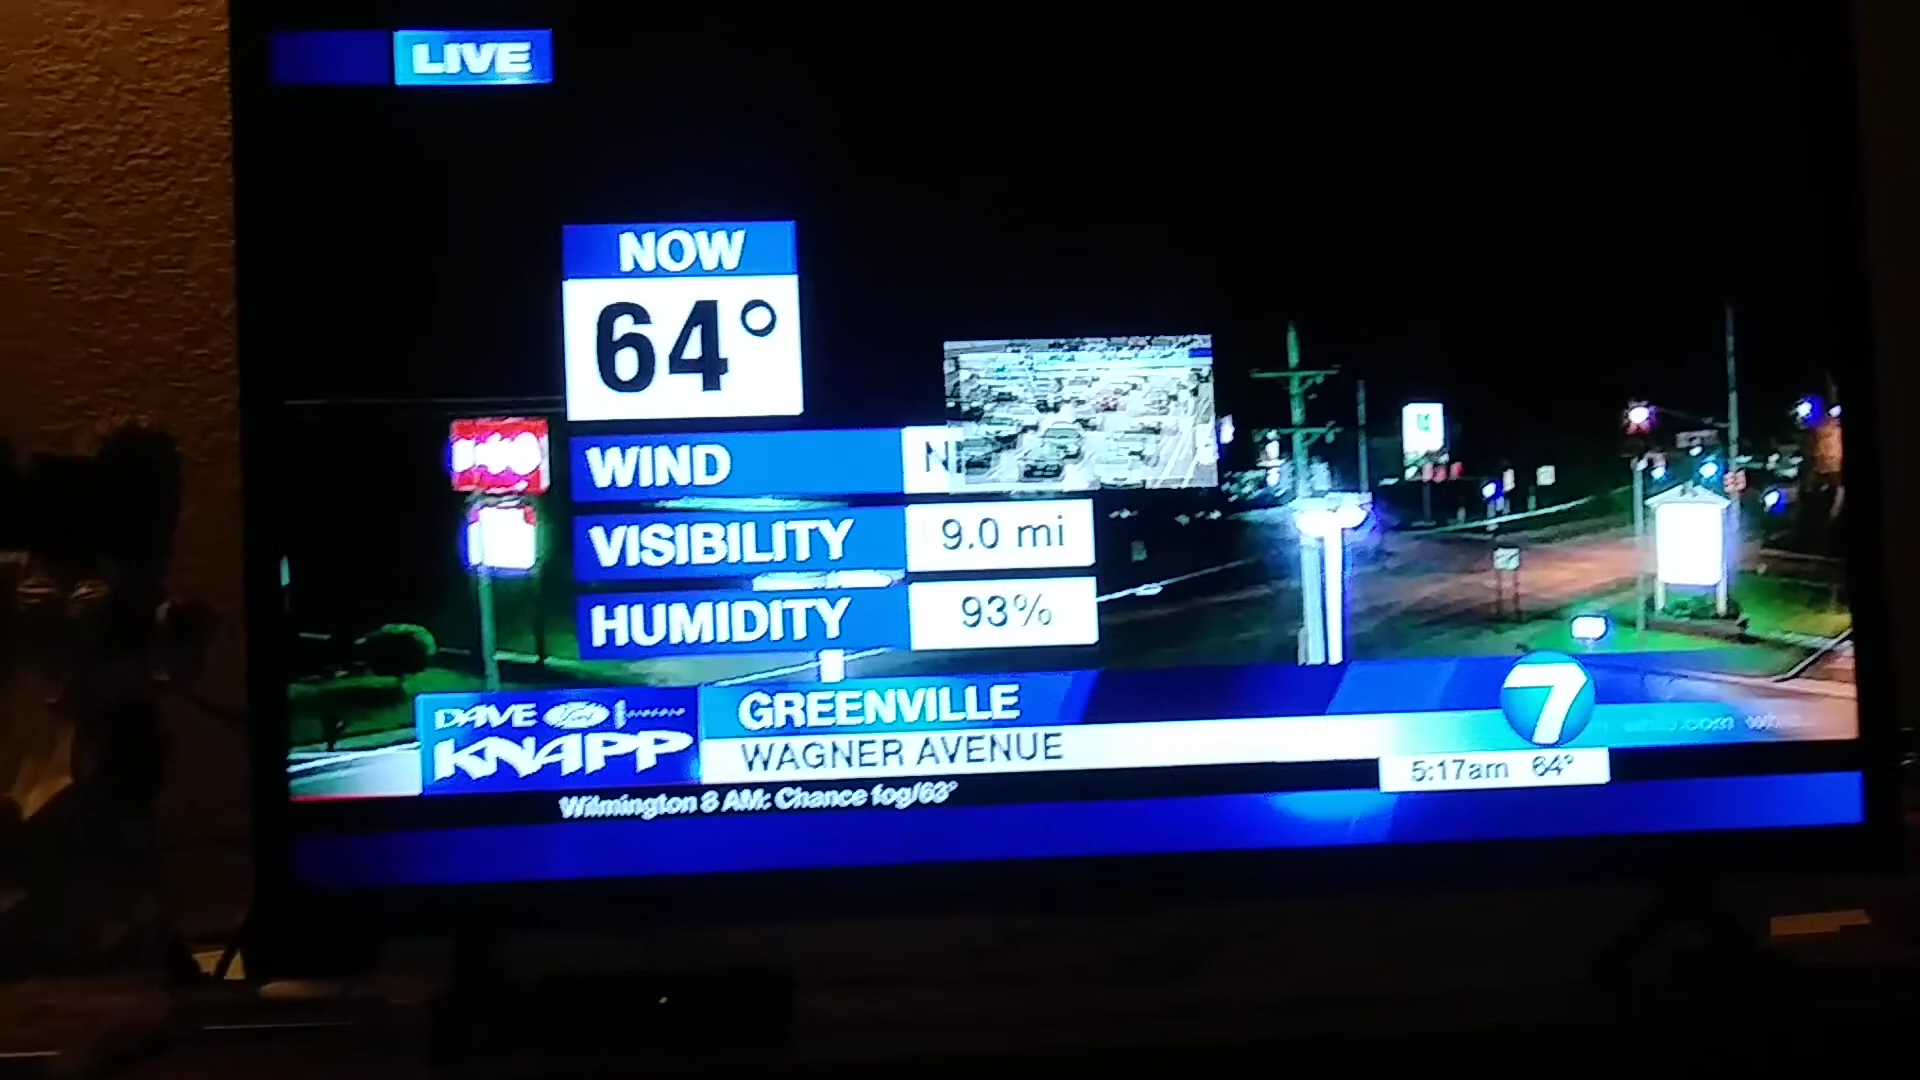 LIVE
NOW
64°
WIND
VISIBILITY 9.0 mi
HUMIDITY 93%
DAVE Ford
KNAPP
GREENVILLE
WAGNER AVENUE
7
5:17am 64°
Wilmington 8 AM: Chance fog/63°